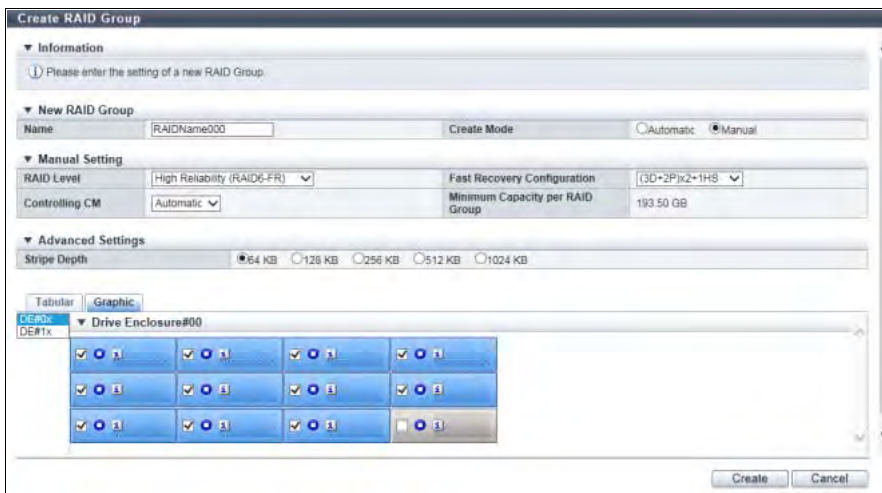 Create RAID Group
Information
Please enter the setting of a new RAID Group.
New RAID Group
Name RAIDName000 Create Mode Automatic Manual
Manual Setting
RAID Level High Reliability (RAID6-FR) Fast Recovery Configuration (3D+2P)x2+1HS
Controlling CM Automatic Minimum Capacity per RAID Group 193.50 GB
Advanced Settings
Stripe Depth 64 KB 128 KB 256 KB 512 KB 1024 KB
Tabular Graphic
DE#0x
DE#1x
Drive Enclosure#00
Create Cancel